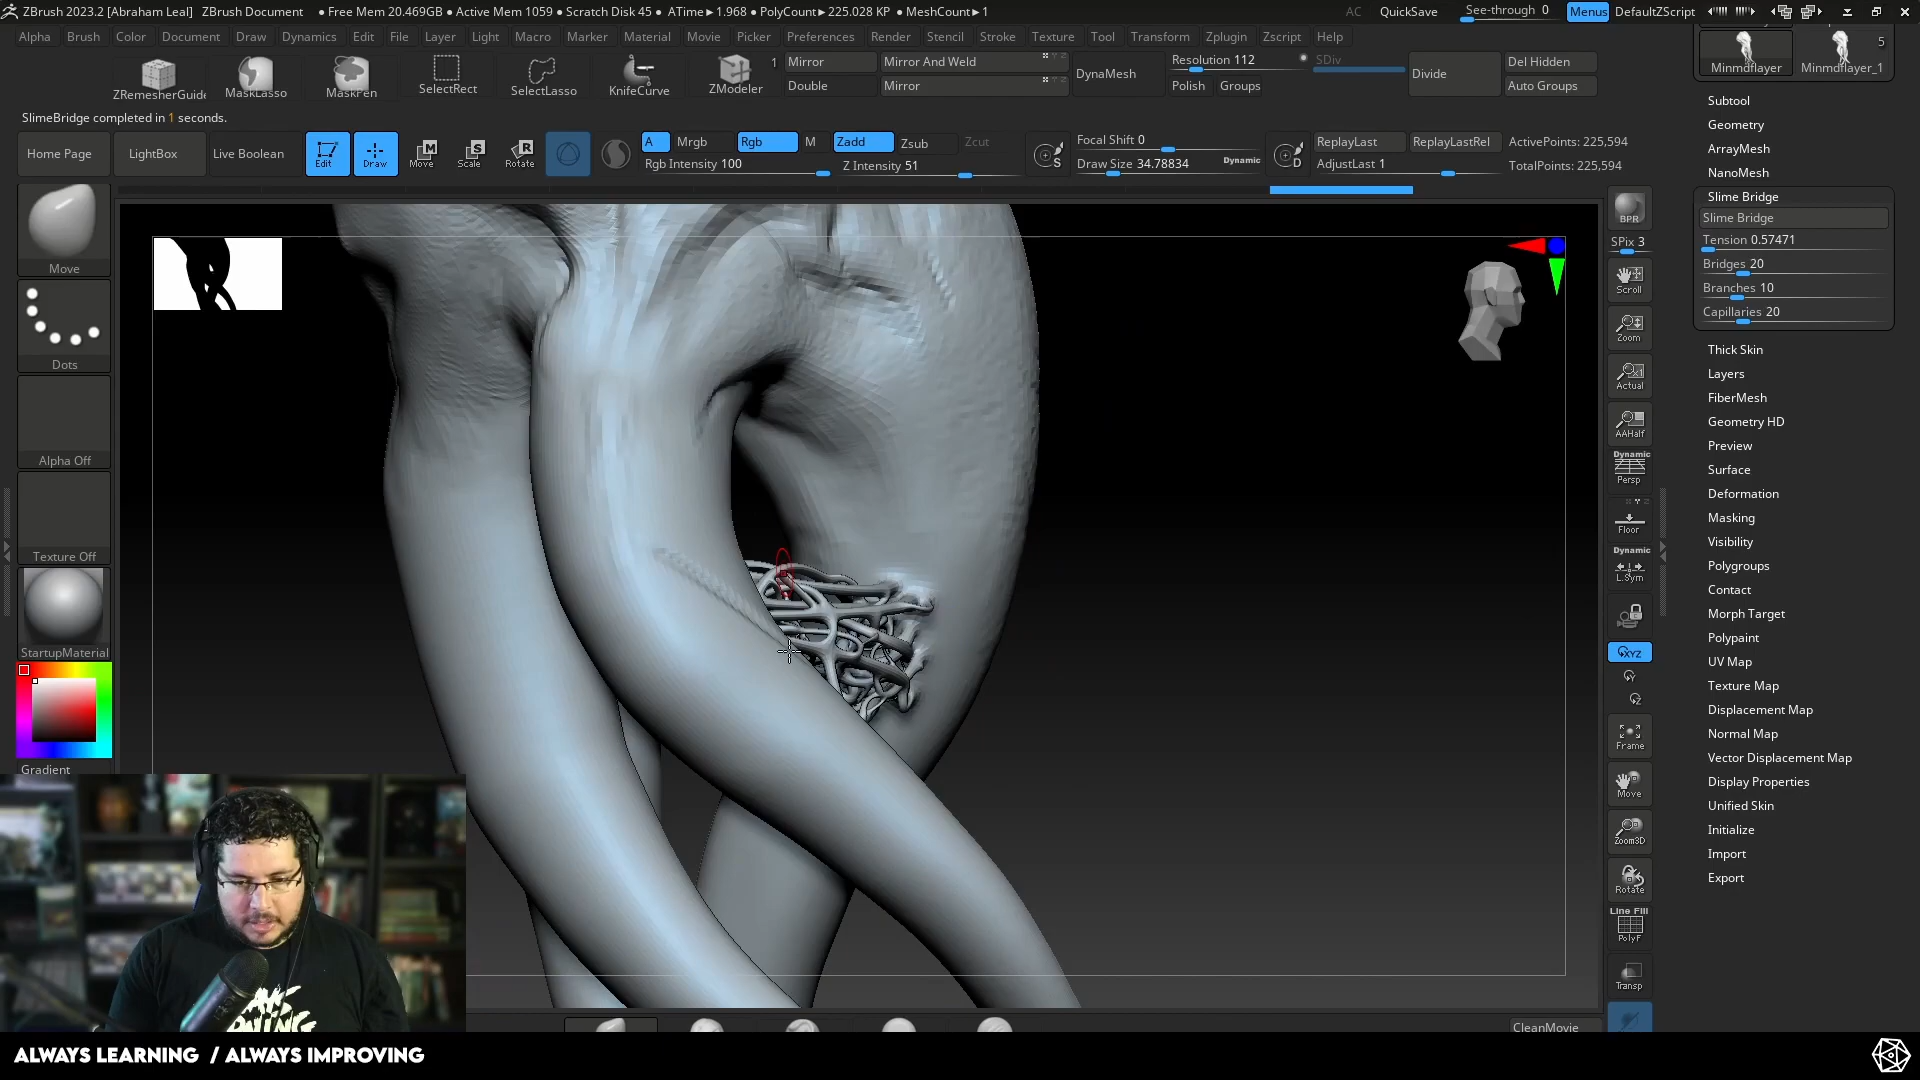 ZBrush 2023.2 [Abraham Leal] ZBrush Document ● Free Mem 20.469GB ● Active Mem 1059 ● Scratch Disk 45 ● ATime►1.968 ● PolyCount►225.028 KP ● MeshCount►1 AC QuickSave See-through 0 Menus DefaultZScript
Alpha Brush Color Document Draw Dynamics Edit File Layer Light Macro Marker Material Movie Picker Preferences Render Stencil Stroke Texture Tool Transform Zplugin Zscript Help
ZRemesherGuide MaskLasso MaskPen SelectRect SelectLasso KnifeCurve ZModeler 1
Mirror Mirror And Weld
Double Mirror
DynaMesh
Resolution 112
Polish Groups
SDiv
Divide
Del Hidden
Auto Groups
SlimeBridge completed in 1 seconds.
Home Page LightBox Live Boolean Edit Draw Move Scale Rotate
A Mrgb Rgb M Zadd Zsub Zcut
Rgb Intensity 100 Z Intensity 51
Focal Shift 0
Draw Size 34.78834 Dynamic
ReplayLast ReplayLastRel ActivePoints: 225,594
AdjustLast 1 TotalPoints: 225,594
Move
Dots
Alpha Off
Texture Off
StartupMaterial
Gradient
BPR
SPix 3
Scroll
Zoom
Actual
AAHalf
Dynamic
Persp
Floor
Dynamic
L.Sym
XYZ
Y
Z
Frame
Move
Zoom3D
Rotate
Line Fill
PolyF
Transp
Minmdflayer Minmdflayer_1 5
Subtool
Geometry
ArrayMesh
NanoMesh
Slime Bridge
Slime Bridge
Tension 0.57471
Bridges 20
Branches 10
Capillaries 20
Thick Skin
Layers
FiberMesh
Geometry HD
Preview
Surface
Deformation
Masking
Visibility
Polygroups
Contact
Morph Target
Polypaint
UV Map
Texture Map
Displacement Map
Normal Map
Vector Displacement Map
Display Properties
Unified Skin
Initialize
Import
Export
CleanMovie
ALWAYS LEARNING / ALWAYS IMPROVING